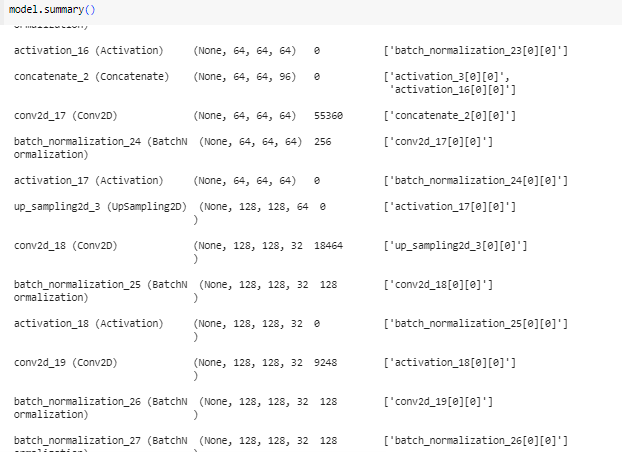 model.summary()
activation_16 (Activation) (None, 64, 64, 64) 0 ['batch_normalization_23[0][0]']
concatenate_2 (Concatenate) (None, 64, 64, 96) 0 ['activation_3[0][0]',
'activation_16[0][0]']
conv2d_17 (Conv2D) (None, 64, 64, 64) 55360 ['concatenate_2[0][0]']
batch_normalization_24 (BatchN (None, 64, 64, 64) 256 ['conv2d_17[0][0]']
ormalization)
activation_17 (Activation) (None, 64, 64, 64) 0 ['batch_normalization_24[0][0]']
up_sampling2d_3 (UpSampling2D) (None, 128, 128, 64 0 ['activation_17[0][0]']
)
conv2d_18 (Conv2D) (None, 128, 128, 32 18464 ['up_sampling2d_3[0][0]']
)
batch_normalization_25 (BatchN (None, 128, 128, 32 128 ['conv2d_18[0][0]']
ormalization) )
activation_18 (Activation) (None, 128, 128, 32 0 ['batch_normalization_25[0][0]']
)
conv2d_19 (Conv2D) (None, 128, 128, 32 9248 ['activation_18[0][0]']
)
batch_normalization_26 (BatchN (None, 128, 128, 32 128 ['conv2d_19[0][0]']
ormalization) )
batch_normalization_27 (BatchN (None, 128, 128, 32 128 ['batch_normalization_26[0][0]']